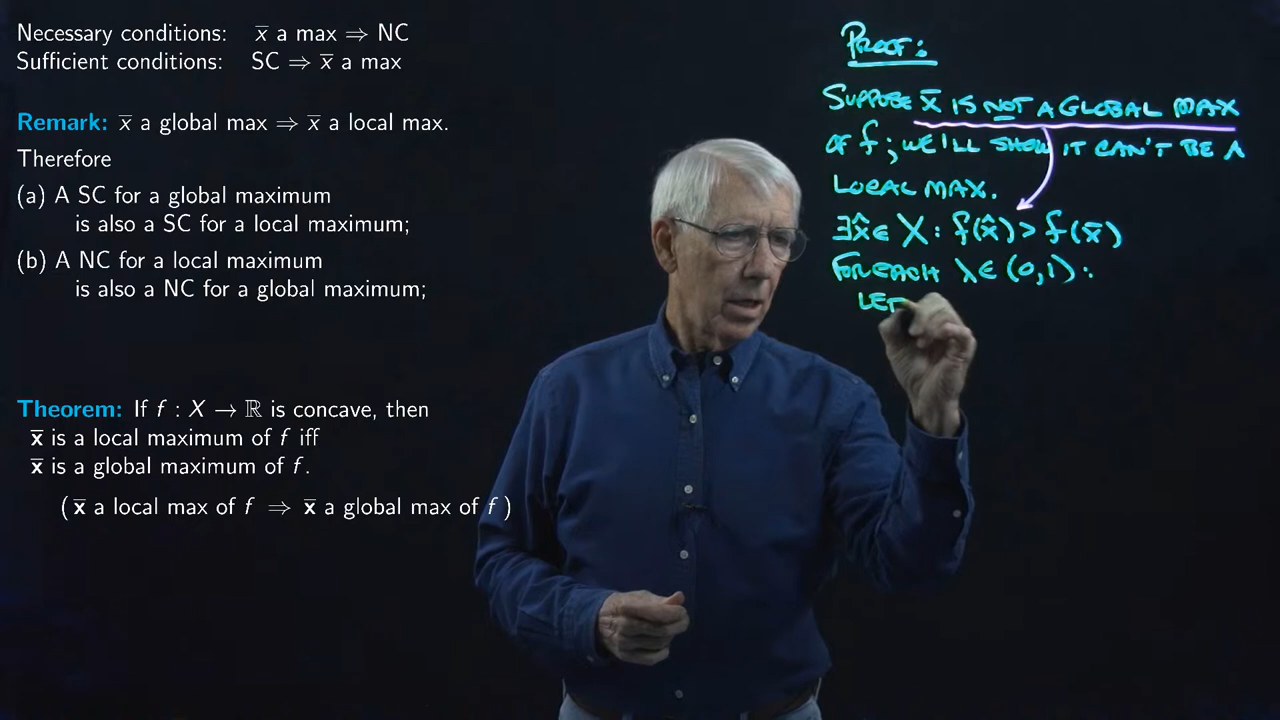 Necessary conditions: x̄ a max ⇒ NC
Sufficient conditions: SC ⇒ x̄ a max
Remark: x̄ a global max ⇒ x̄ a local max.
Therefore
(a) A SC for a global maximum
is also a SC for a local maximum;
(b) A NC for a local maximum
is also a NC for a global maximum;
Theorem: If f : X → ℝ is concave, then
x̄ is a local maximum of f iff
x̄ is a global maximum of f.
(x̄ a local max of f ⇒ x̄ a global max of f)
PROOF:
SUPPOSE x̄ IS NOT A GLOBAL MAX
OF f; WE'LL SHOW IT CAN'T BE A
LOCAL MAX.
∃x̂ ∈ X: f(x̂) > f(x̄)
FOR EACH λ ∈ (0,1):
LET